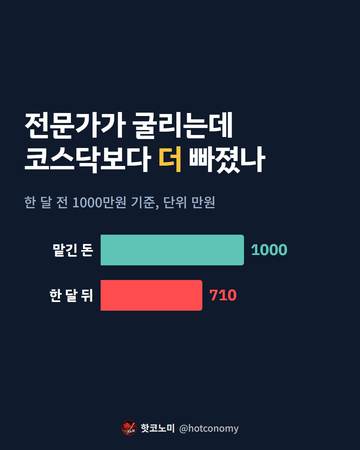 전문가가 굴리는데
코스닥보다 더 빠졌나
한 달 전 1000만원 기준, 단위 만원
맡긴 돈 1000
한 달 뒤 710
핫코노미 @hotconomy